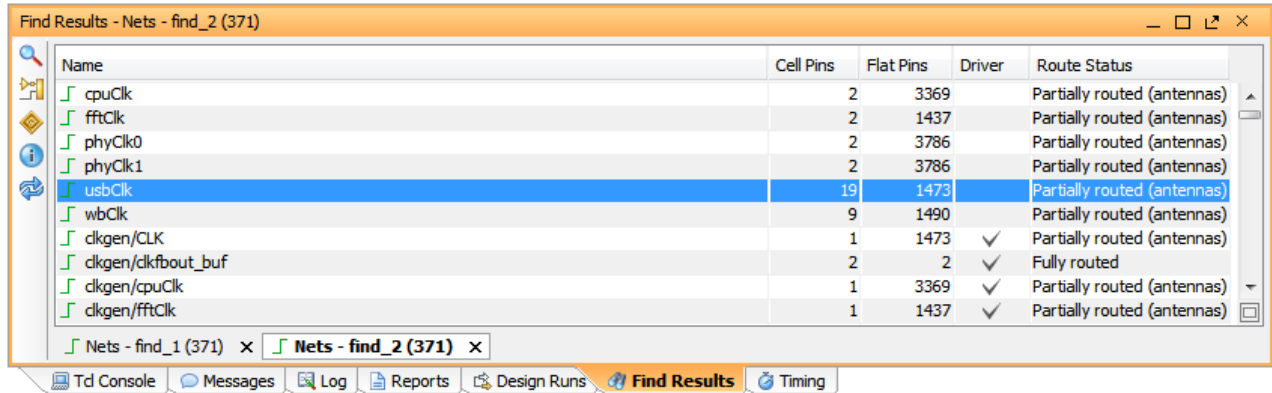 Find Results - Nets - find_2 (371)
Name Cell Pins Flat Pins Driver Route Status
cpuClk 2 3369 Partially routed (antennas)
fftClk 2 1437 Partially routed (antennas)
phyClk0 2 3786 Partially routed (antennas)
phyClk1 2 3786 Partially routed (antennas)
usbClk 19 1473 Partially routed (antennas)
wbClk 9 1490 Partially routed (antennas)
clkgen/CLK 1 1473 Partially routed (antennas)
clkgen/clkfbout_buf 2 2 Fully routed
clkgen/cpuClk 1 3369 Partially routed (antennas)
clkgen/fftClk 1 1437 Partially routed (antennas)
Nets - find_1 (371) Nets - find_2 (371)
Tcl Console Messages Log Reports Design Runs Find Results Timing